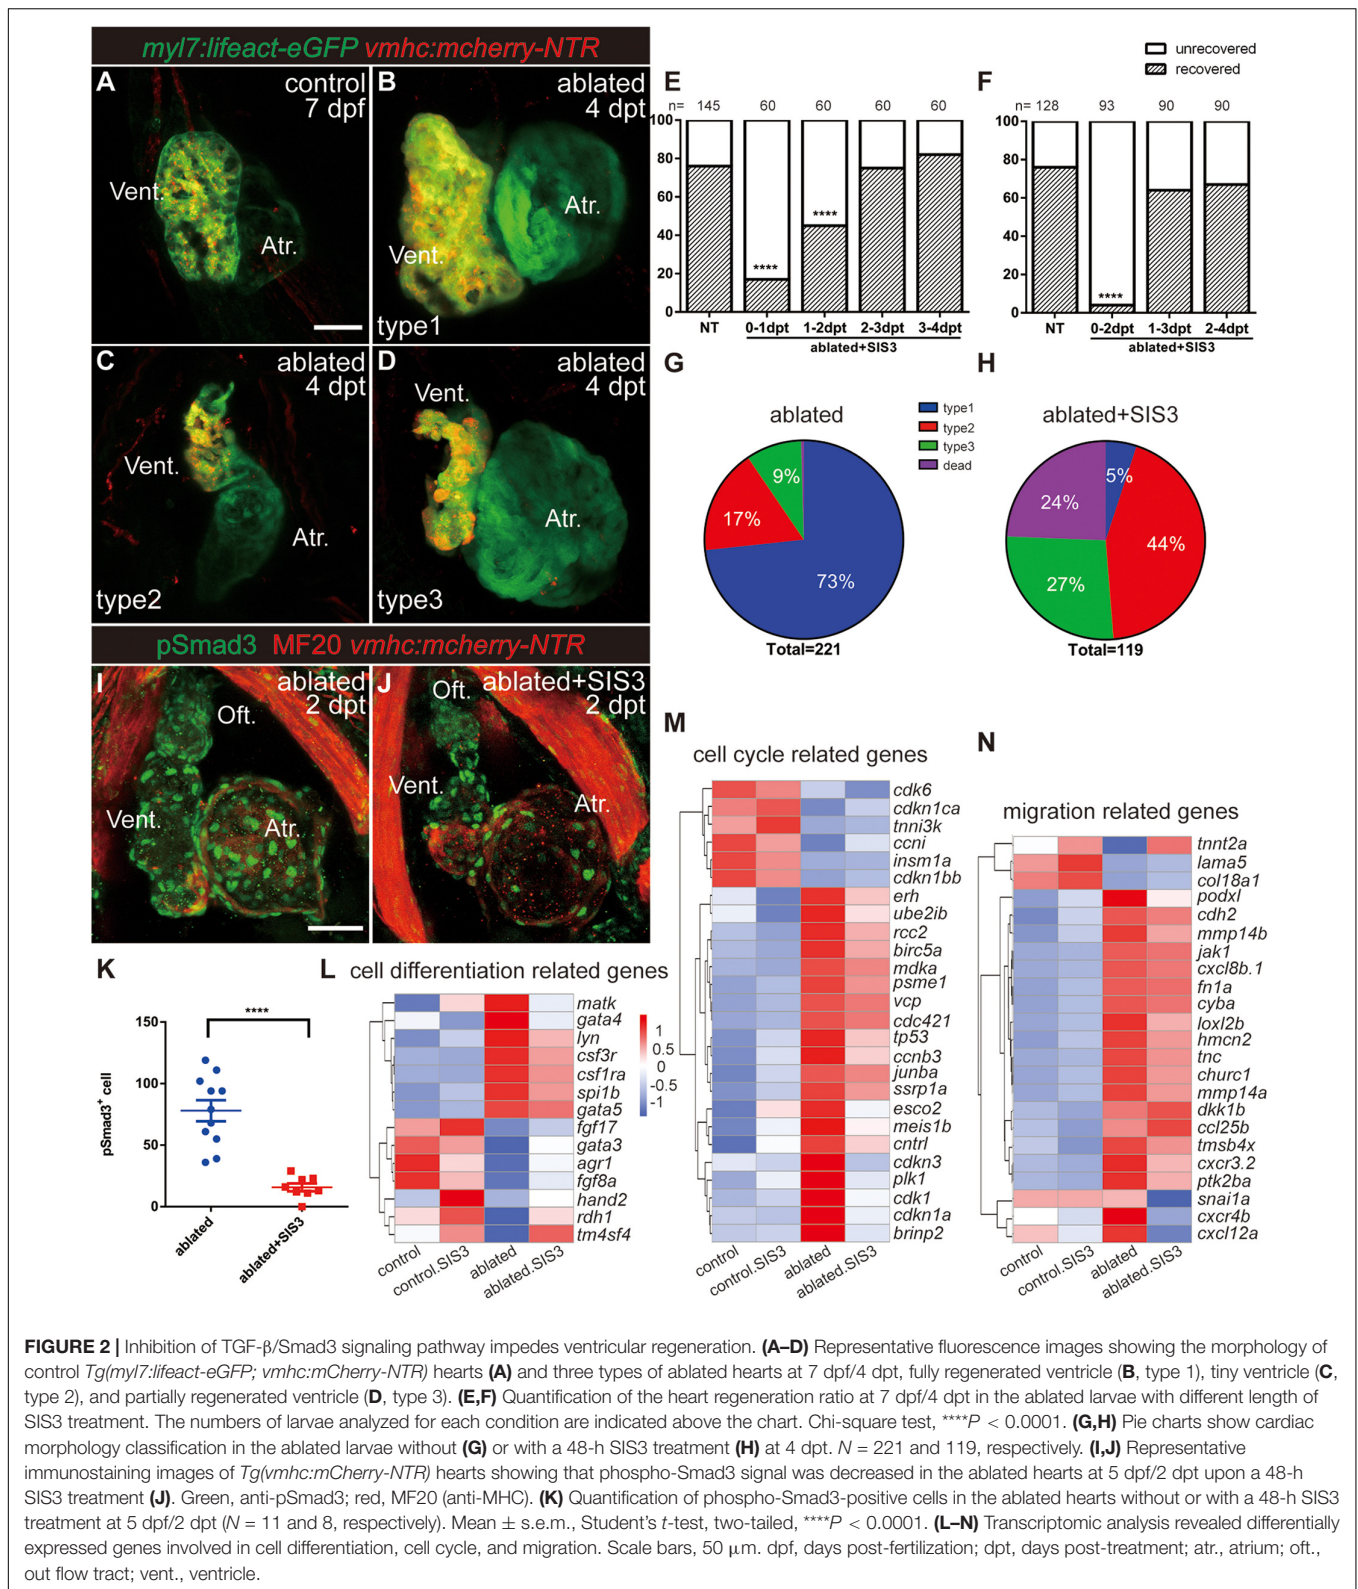 myl7:lifeact-eGFP vmhc:mcherry-NTR
A
control
7 dpf
Vent.
Atr.
B
ablated
4 dpt
Atr.
Vent.
type1
C
ablated
4 dpt
Vent.
Atr.
type2
D
ablated
4 dpt
Vent.
Atr.
type3
unrecovered
recovered
E
n= 145 60 60 60 60
100
80
60
40
20
0
****
****
NT 0-1dpt 1-2dpt 2-3dpt 3-4dpt
ablated+SIS3
F
n= 128 93 90 90
100
80
60
40
20
0
****
NT 0-2dpt 1-3dpt 2-4dpt
ablated+SIS3
G
ablated
9%
17%
73%
Total=221
type1
type2
type3
dead
H
ablated+SIS3
5%
24%
44%
27%
Total=119
pSmad3 MF20 vmhc:mcherry-NTR
I
ablated
2 dpt
Oft.
Vent.
Atr.
J
ablated+SIS3
2 dpt
Oft.
Vent.
Atr.
K
****
150
100
50
0
pSmad3+ cell
ablated
ablated+SIS3
L
cell differentiation related genes
matk
gata4
lyn
csf3r
csf1ra
spi1b
gata5
fgf17
gata3
agr1
fgf8a
hand2
rdh1
tm4sf4
control
control.SIS3
ablated
ablated.SIS3
1
0.5
0
-0.5
-1
M
cell cycle related genes
cdk6
cdkn1ca
tnni3k
ccni
insm1a
cdkn1bb
erh
ube2ib
rcc2
birc5a
mdka
psme1
vcp
cdc421
tp53
ccnb3
junba
ssrp1a
esco2
meis1b
cntrl
cdkn3
plk1
cdk1
cdkn1a
brinp2
control
control.SIS3
ablated
ablated.SIS3
N
migration related genes
tnnt2a
lama5
col18a1
podxl
cdh2
mmp14b
jak1
cxcl8b.1
fn1a
cyba
loxl2b
hmcn2
tnc
churc1
mmp14a
dkk1b
ccl25b
tmsb4x
cxcr3.2
ptk2ba
snai1a
cxcr4b
cxcl12a
control
control.SIS3
ablated
ablated.SIS3
FIGURE 2 | Inhibition of TGF-β/Smad3 signaling pathway impedes ventricular regeneration. (A–D) Representative fluorescence images showing the morphology of
control Tg(myl7:lifeact-eGFP; vmhc:mCherry-NTR) hearts (A) and three types of ablated hearts at 7 dpf/4 dpt, fully regenerated ventricle (B, type 1), tiny ventricle (C,
type 2), and partially regenerated ventricle (D, type 3). (E,F) Quantification of the heart regeneration ratio at 7 dpf/4 dpt in the ablated larvae with different length of
SIS3 treatment. The numbers of larvae analyzed for each condition are indicated above the chart. Chi-square test, ****P < 0.0001. (G,H) Pie charts show cardiac
morphology classification in the ablated larvae without (G) or with a 48-h SIS3 treatment (H) at 4 dpt. N = 221 and 119, respectively. (I,J) Representative
immunostaining images of Tg(vmhc:mCherry-NTR) hearts showing that phospho-Smad3 signal was decreased in the ablated hearts at 5 dpf/2 dpt upon a 48-h
SIS3 treatment (J). Green, anti-pSmad3; red, MF20 (anti-MHC). (K) Quantification of phospho-Smad3-positive cells in the ablated hearts without or with a 48-h SIS3
treatment at 5 dpf/2 dpt (N = 11 and 8, respectively). Mean ± s.e.m., Student's t-test, two-tailed, ****P < 0.0001. (L–N) Transcriptomic analysis revealed differentially
expressed genes involved in cell differentiation, cell cycle, and migration. Scale bars, 50 μm. dpf, days post-fertilization; dpt, days post-treatment; atr., atrium; oft.,
out flow tract; vent., ventricle.